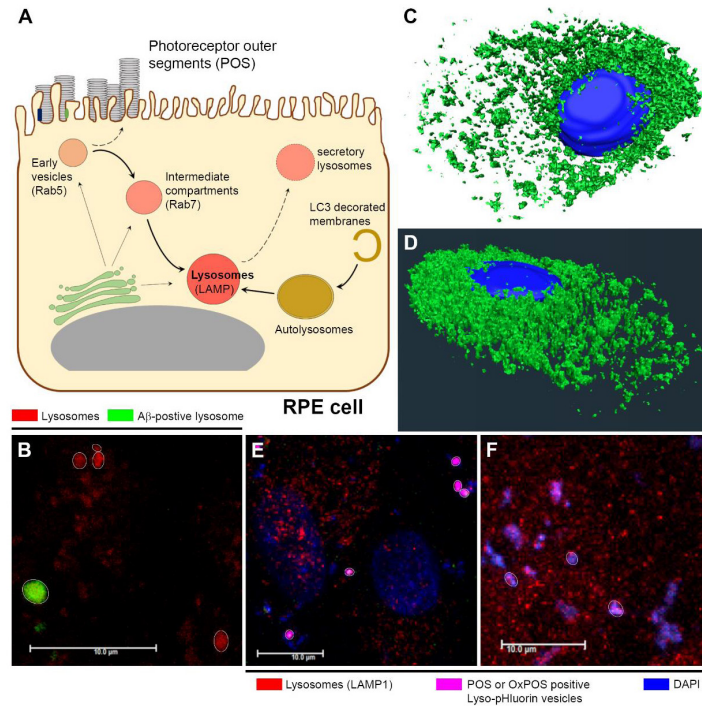 A
Photoreceptor outer
segments (POS)
Early
vesicles
(Rab5)
Intermediate
compartments
(Rab7)
secretory
lysosomes
LC3 decorated
membranes
Lysosomes
(LAMP)
Autolysosomes
RPE cell
C
D
Lysosomes
Aβ-postive lysosome
B
10.0 µm
E
10.0 µm
F
10.0 µm
Lysosomes (LAMP1)
POS or OxPOS positive
Lyso-pHluorin vesicles
DAPI